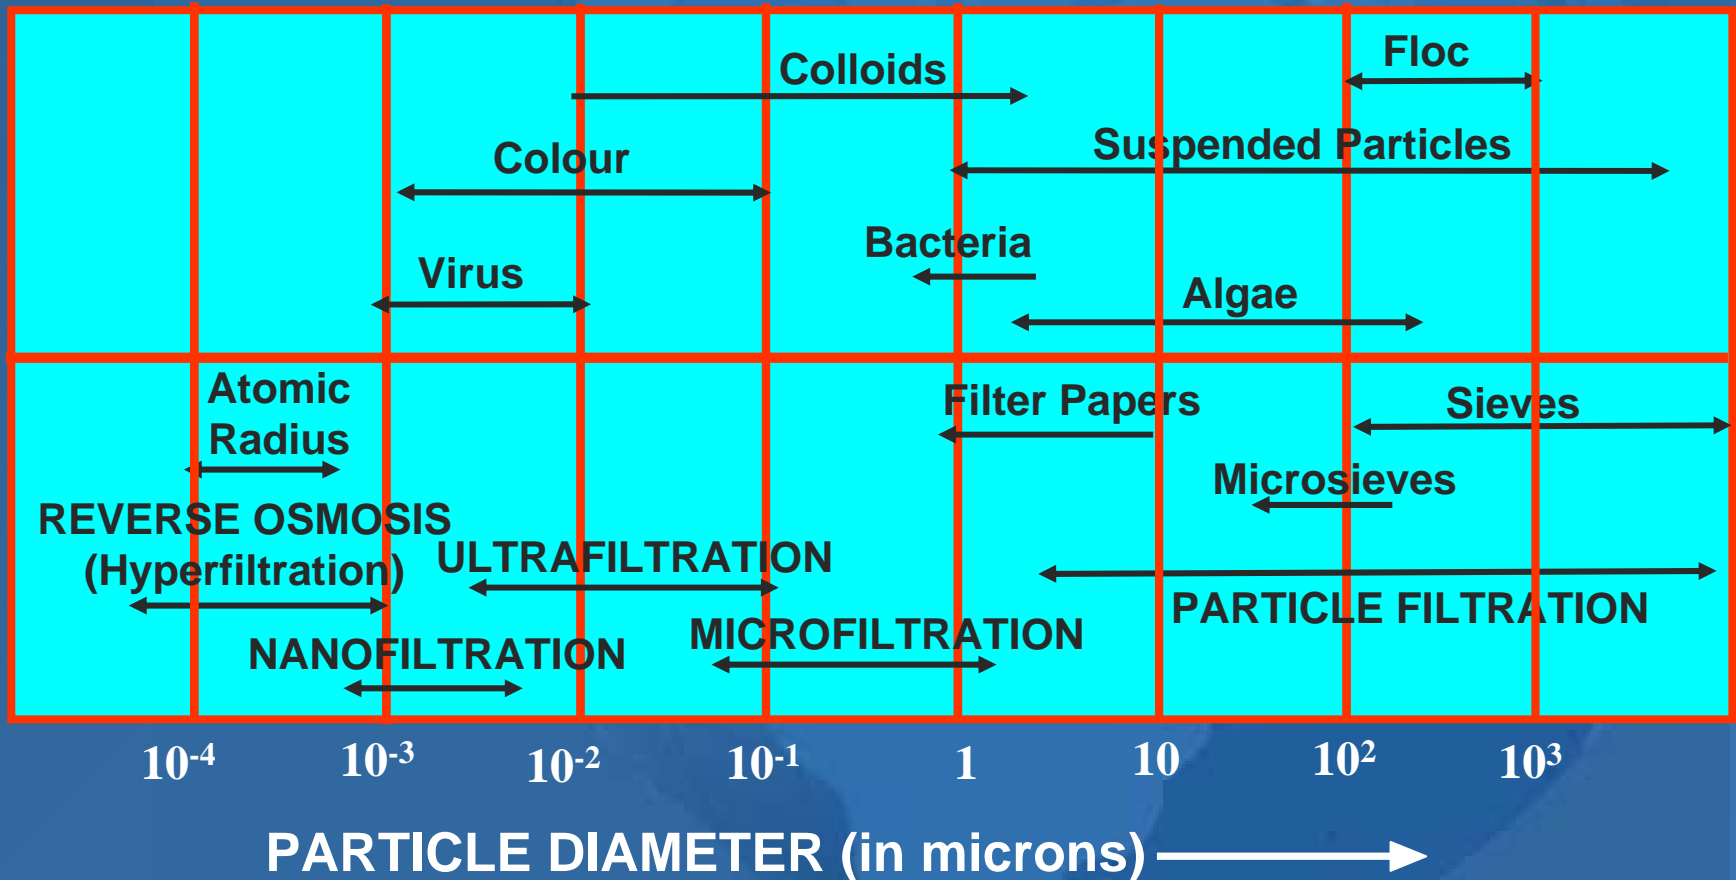 Floc
Colloids
Suspended Particles
Colour
Bacteria
Virus
Algae
Atomic
Radius
Filter Papers
Sieves
Microsieves
REVERSE OSMOSIS
(Hyperfiltration)
ULTRAFILTRATION
PARTICLE FILTRATION
MICROFILTRATION
NANOFILTRATION
10⁻⁴ 10⁻³ 10⁻² 10⁻¹ 1 10 10² 10³
PARTICLE DIAMETER (in microns)